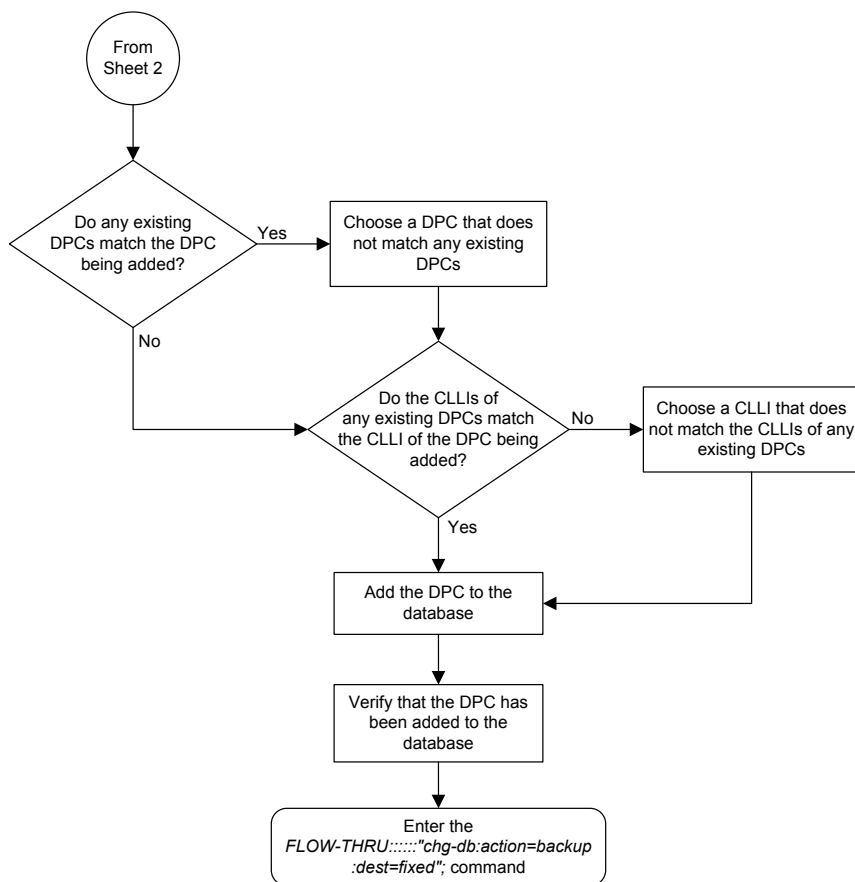 From
Sheet 2
Do any existing
DPCs match the DPC
being added?
Yes
Choose a DPC that does
not match any existing
DPCs
No
Do the CLLIs of
any existing DPCs match
the CLLI of the DPC being
added?
No
Choose a CLLI that does
not match the CLLIs of any
existing DPCs
Yes
Add the DPC to the
database
Verify that the DPC has
been added to the
database
Enter the
FLOW-THRU::::::"chg-db:action=backup
:dest=fixed"; command